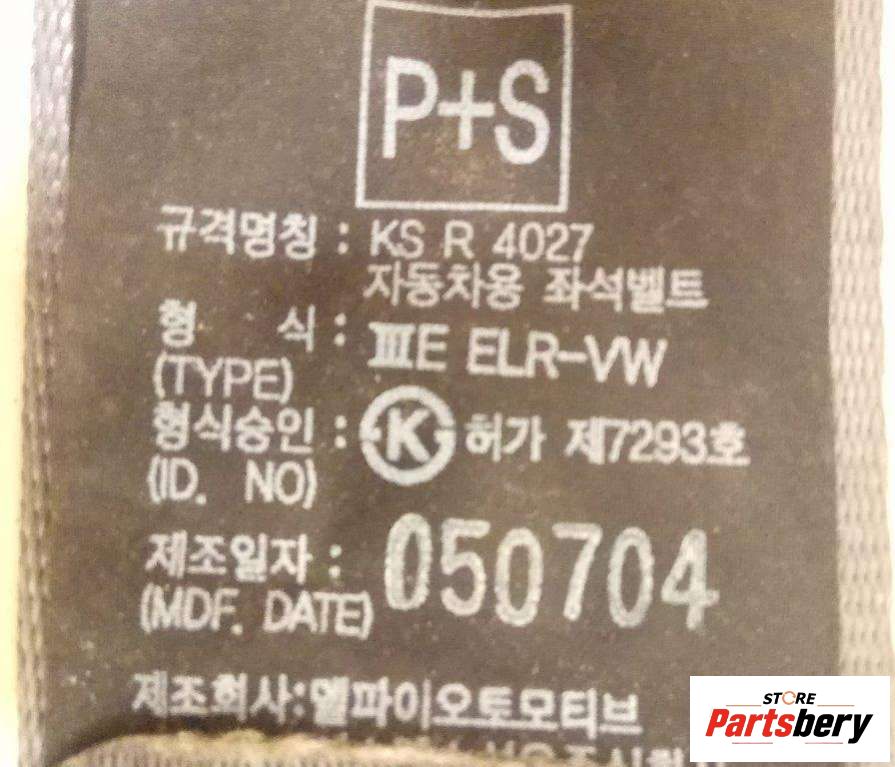 P+S
규격명칭 : KS R 4027
자동차용 좌석벨트
형 식 : ⅢE ELR-VW
(TYPE)
형식승인 : K 허가 제7293호
(ID. NO)
제조일자 : 050704
(MDF. DATE)
제조회사:델파이오토모티브
STORE
Partsbery